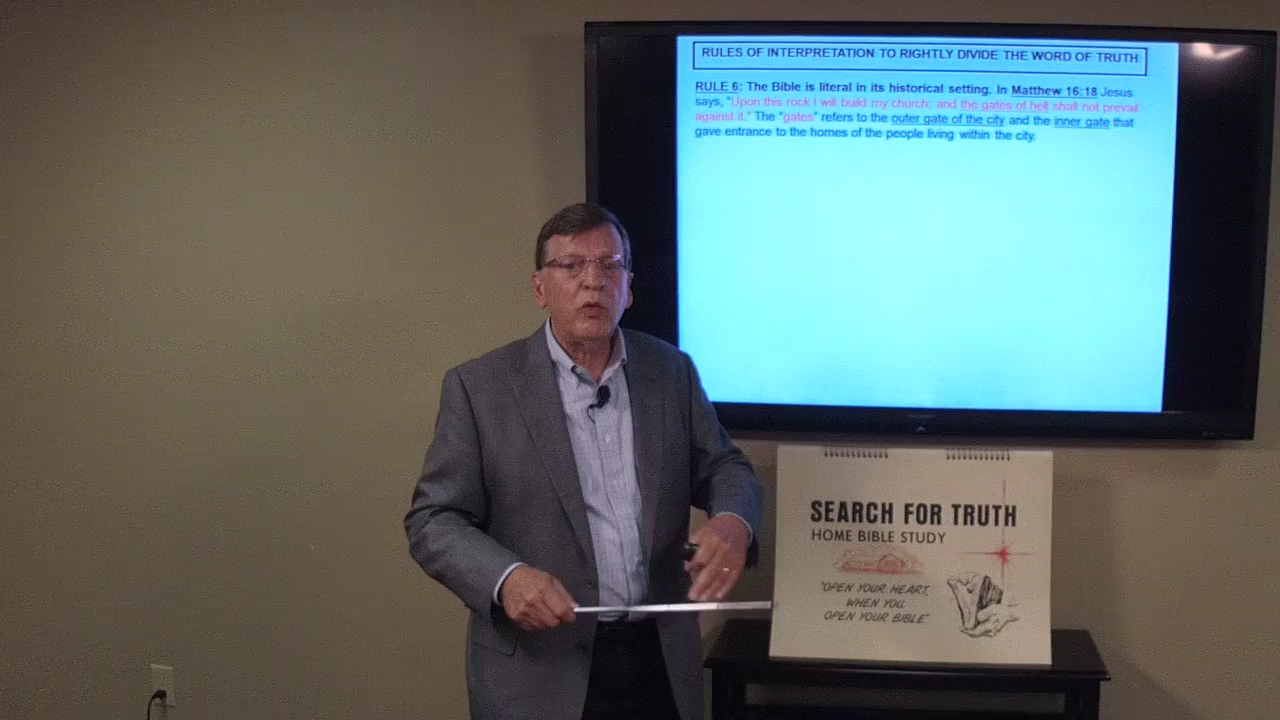 RULES OF INTERPRETATION TO RIGHTLY DIVIDE THE WORD OF TRUTH
RULE 6: The Bible is literal in its historical setting. In Matthew 16:18 Jesus
says, "Upon this rock I will build my church; and the gates of hell shall not prevail
against it." The "gates" refers to the outer gate of the city and the inner gate that
gave entrance to the homes of the people living within the city.
SEARCH FOR TRUTH
HOME BIBLE STUDY
"OPEN YOUR HEART,
WHEN YOU
OPEN YOUR BIBLE"